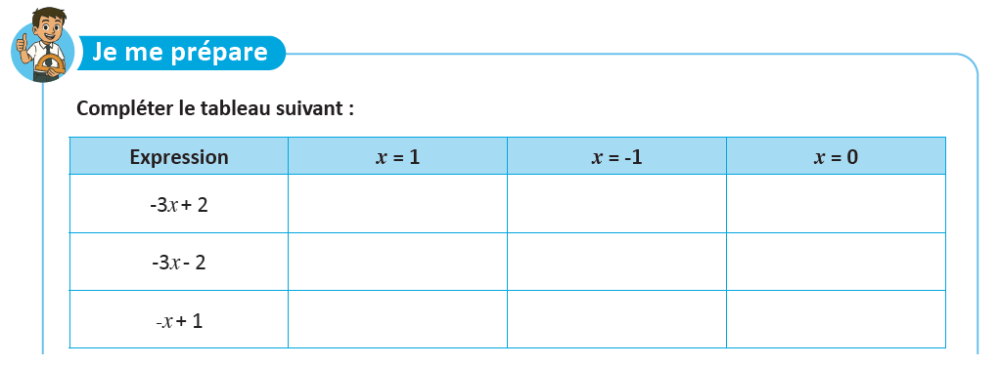 Je me prépare
Compléter le tableau suivant :
Expression x = 1 x = -1 x = 0
-3x + 2
-3x - 2
-x + 1